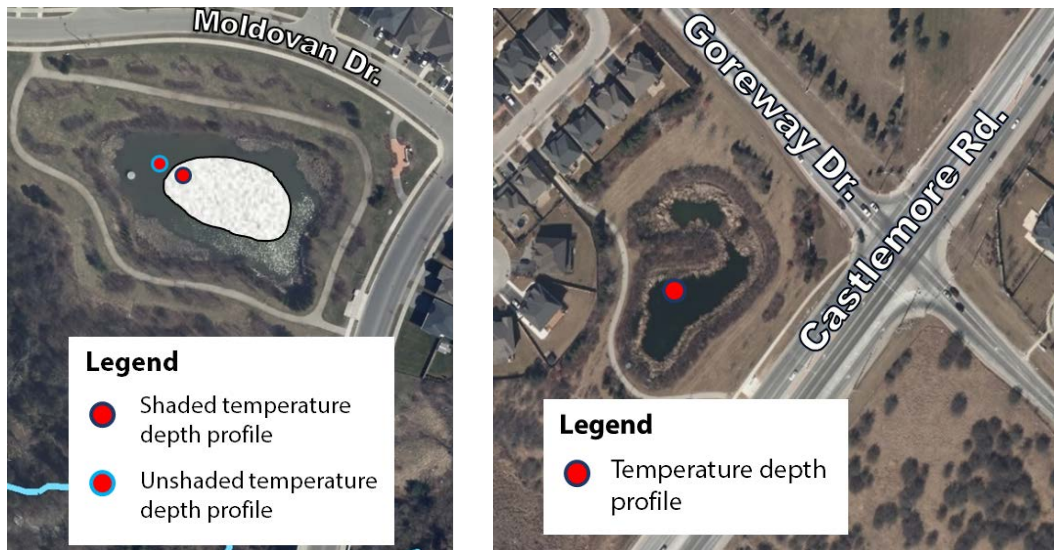 Moldovan Dr.
Legend
Shaded temperature
depth profile
Unshaded temperature
depth profile
Goreway Dr.
Castlemore Rd.
Legend
Temperature depth
profile